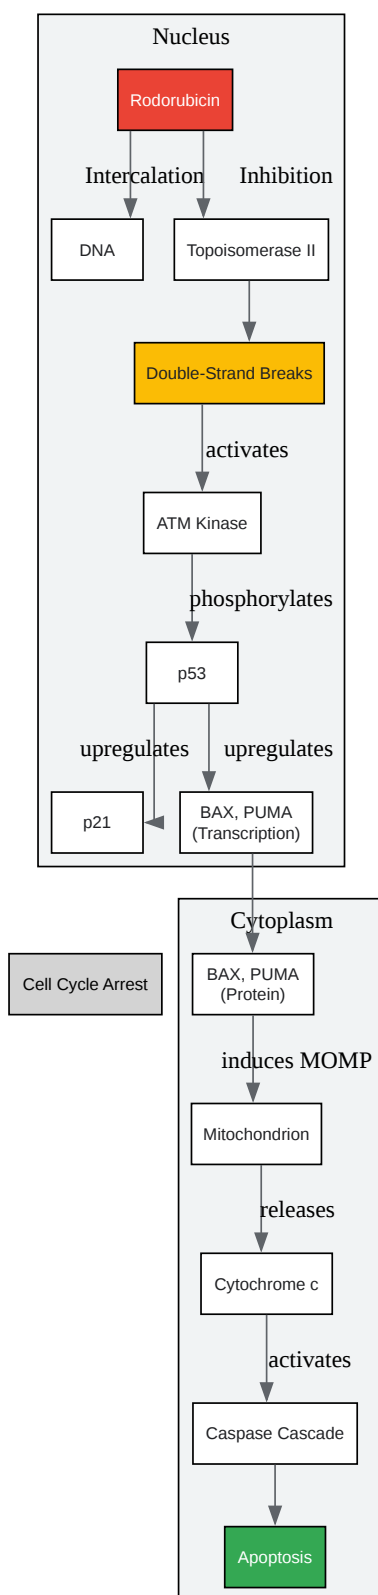 Nucleus
Rodorubicin
Intercalation
Inhibition
DNA
Topoisomerase II
Double-Strand Breaks
activates
ATM Kinase
phosphorylates
p53
upregulates
upregulates
p21
BAX, PUMA
(Transcription)
Cytoplasm
Cell Cycle Arrest
BAX, PUMA
(Protein)
induces MOMP
Mitochondrion
releases
Cytochrome c
activates
Caspase Cascade
Apoptosis